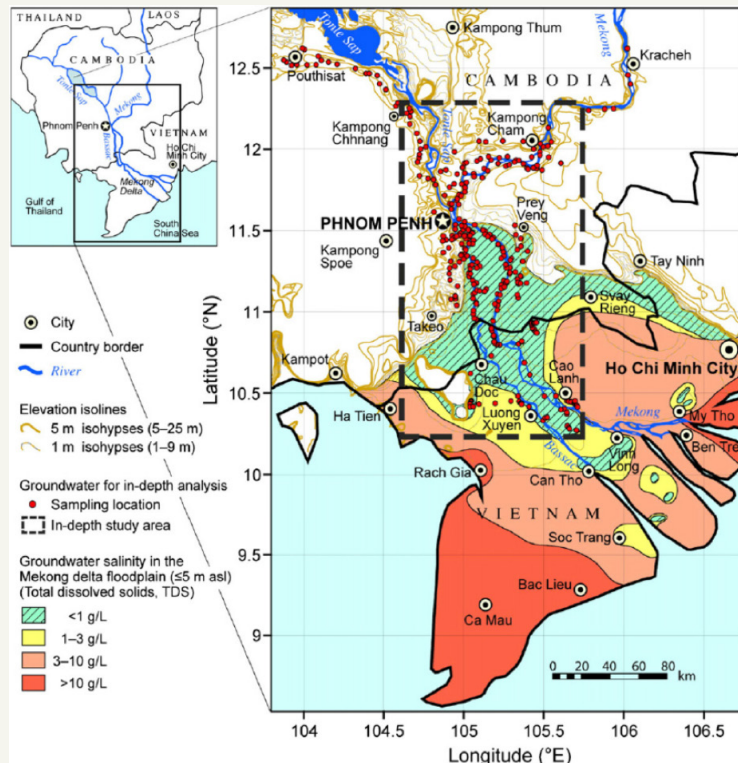 THAILAND
LAOS
CAMBODIA
Tonle Sap
Mekong
Phnom Penh
Bassac
VIETNAM
Ho Chi
Minh City
Mekong
Delta
Gulf of
Thailand
South
China Sea
City
Country border
River
Elevation isolines
5 m isohypses (5–25 m)
1 m isohypses (1–9 m)
Groundwater for in-depth analysis
Sampling location
In-depth study area
Groundwater salinity in the
Mekong delta floodplain (≤5 m asl)
(Total dissolved solids, TDS)
<1 g/L
1–3 g/L
3–10 g/L
>10 g/L
Latitude (°N)
12.5
12
11.5
11
10.5
10
9.5
9
Tonle Sap
Kampong Thum
Mekong
Kracheh
Pouthisat
CAMBODIA
Kampong
Chhnang
Tonle Sap
Kampong
Cham
PHNOM PENH
Prey
Veng
Kampong
Spoe
Tay Ninh
Takeo
Svay
Rieng
Kampot
Ho Chi Minh City
Chau
Doc
Cao
Lanh
Ha Tien
Luong
Xuyen
Mekong
My Tho
Ben Tre
Bassac
Vinh
Long
Rach Gia
Can Tho
VIETNAM
Soc Trang
Bac Lieu
Ca Mau
0 20 40 60 80
km
104 104.5 105 105.5 106 106.
Longitude (°E)